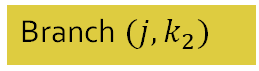 Branch (j, k₂)